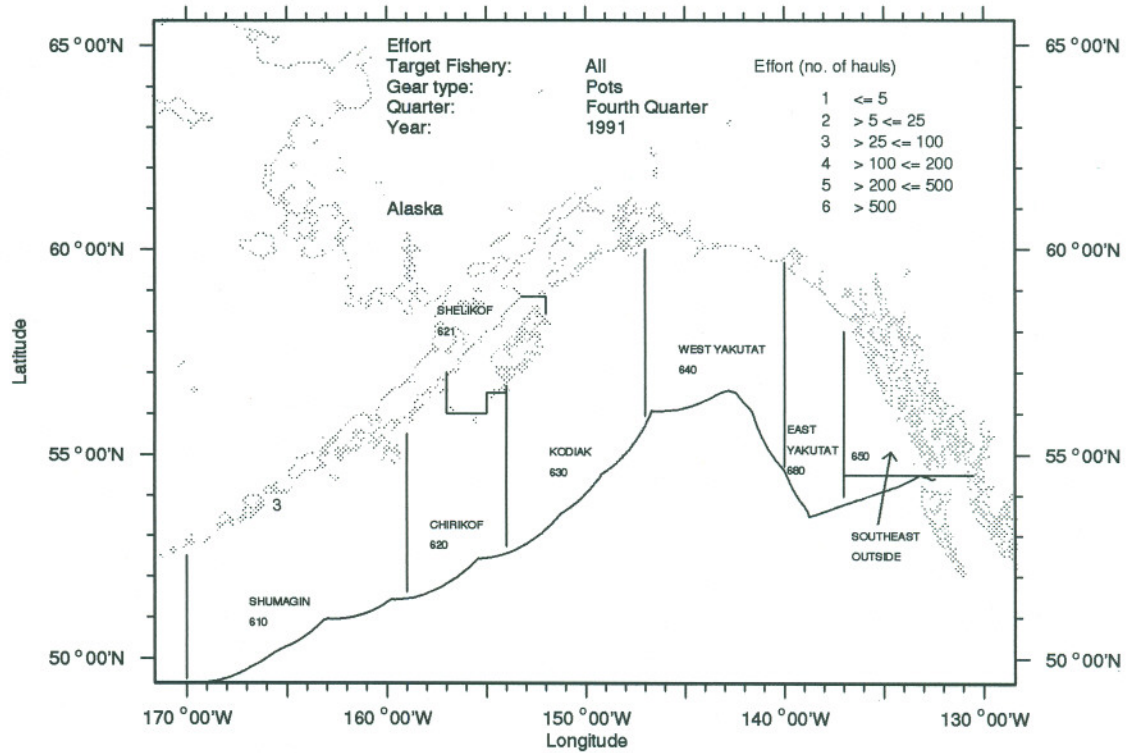 65 °00'N
65 °00'N
Effort
Target Fishery: All
Gear type: Pots
Quarter: Fourth Quarter
Year: 1991
Effort (no. of hauls)
1 <= 5
2 > 5 <= 25
3 > 25 <= 100
4 > 100 <= 200
5 > 200 <= 500
6 > 500
Alaska
60 °00'N
60 °00'N
SHELIKOF
621
WEST YAKUTAT
640
EAST
YAKUTAT
680
650
KODIAK
630
55 °00'N
55 °00'N
3
CHIRIKOF
620
SOUTHEAST
OUTSIDE
SHUMAGIN
610
50 °00'N
50 °00'N
Latitude
170 °00'W
160 °00'W
150 °00'W
140 °00'W
130 °00'W
Longitude